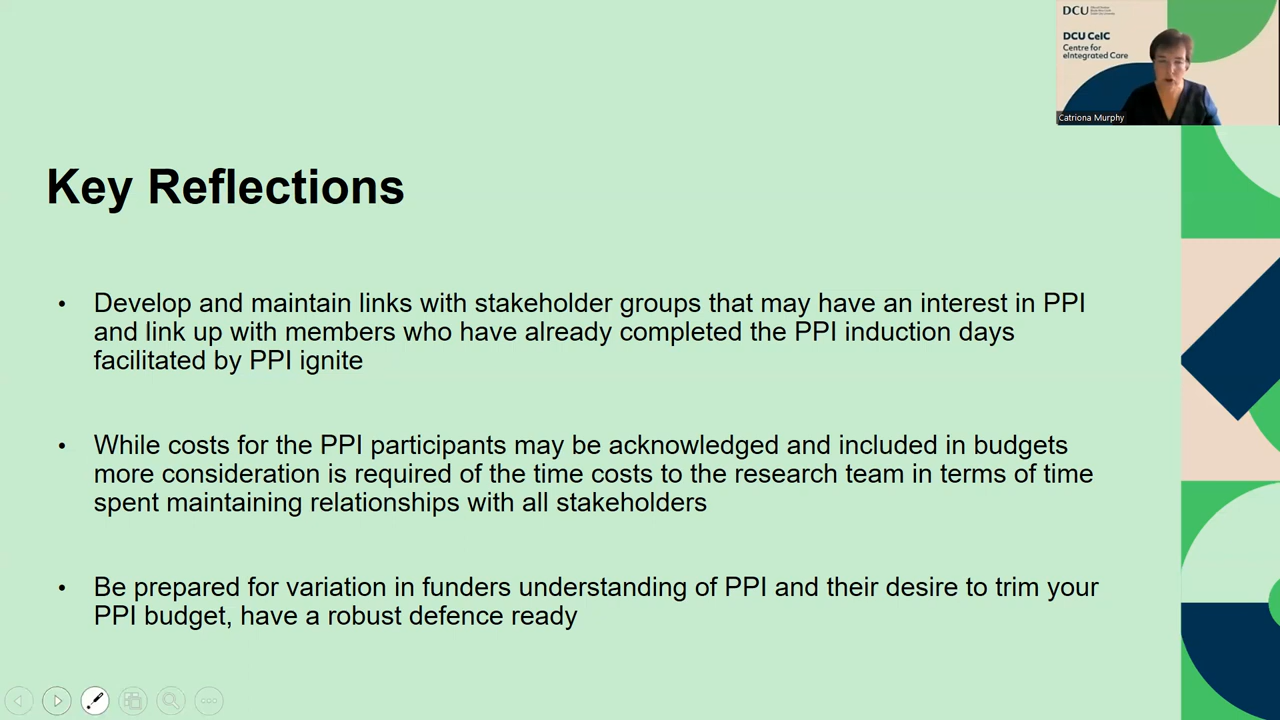 DCU
DCU CeIC
Centre for
eIntegrated Care
Catriona Murphy
Key Reflections
• Develop and maintain links with stakeholder groups that may have an interest in PPI
and link up with members who have already completed the PPI induction days
facilitated by PPI ignite
• While costs for the PPI participants may be acknowledged and included in budgets
more consideration is required of the time costs to the research team in terms of time
spent maintaining relationships with all stakeholders
• Be prepared for variation in funders understanding of PPI and their desire to trim your
PPI budget, have a robust defence ready